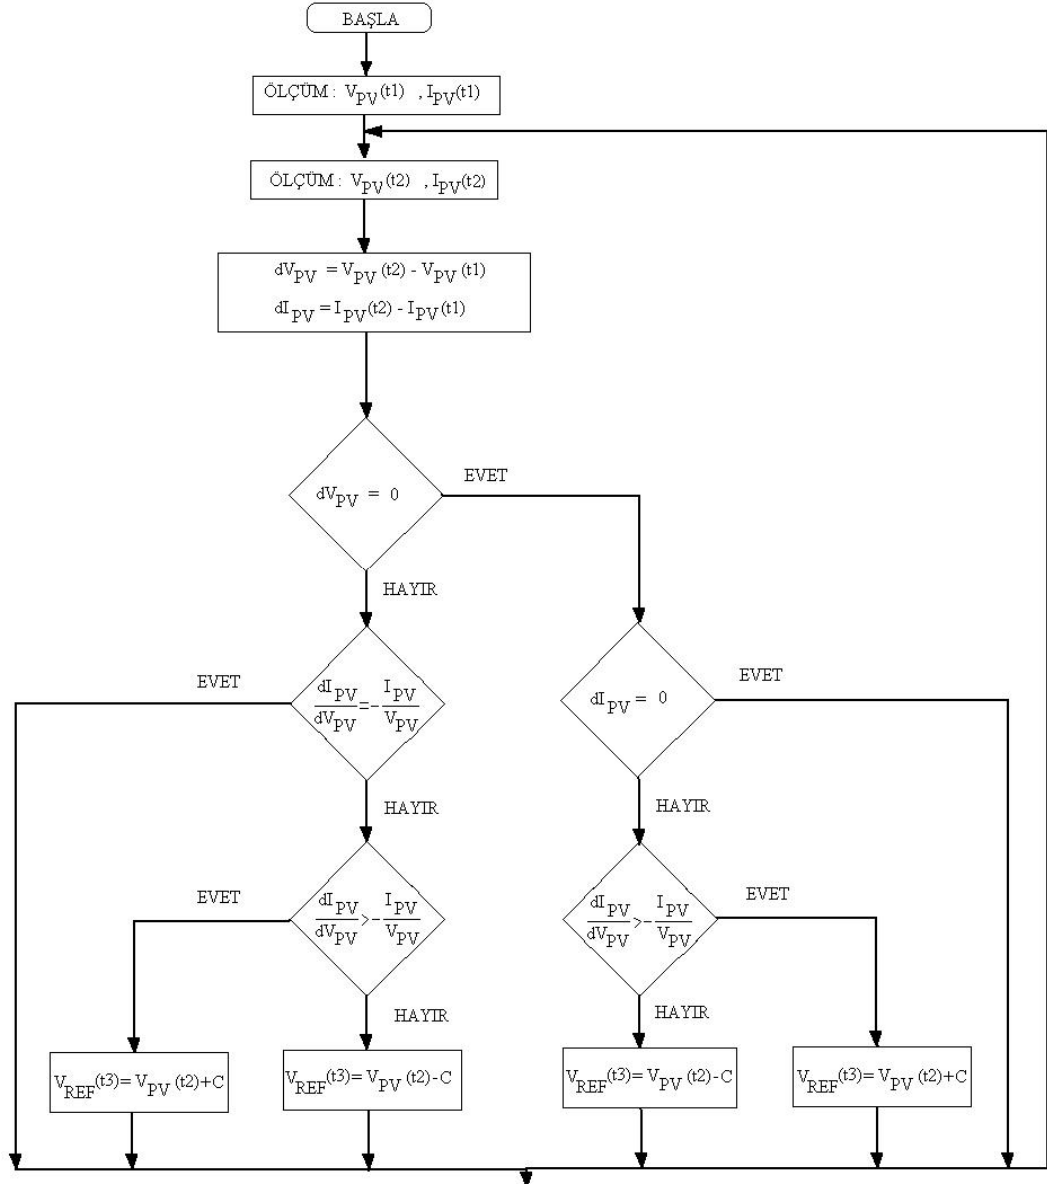 BAŞLA
ÖLÇÜM : V_PV(t1) , I_PV(t1)
ÖLÇÜM : V_PV(t2) , I_PV(t2)
dV_PV = V_PV(t2) - V_PV(t1)
dI_PV = I_PV(t2) - I_PV(t1)
EVET
dV_PV = 0
HAYIR
EVET
dI_PV/dV_PV = - I_PV/V_PV
dI_PV = 0
EVET
HAYIR
HAYIR
EVET
dI_PV/dV_PV > - I_PV/V_PV
dI_PV/dV_PV > - I_PV/V_PV
EVET
HAYIR
HAYIR
V_REF(t3) = V_PV(t2)+C
V_REF(t3) = V_PV(t2)-C
V_REF(t3) = V_PV(t2)-C
V_REF(t3) = V_PV(t2)+C